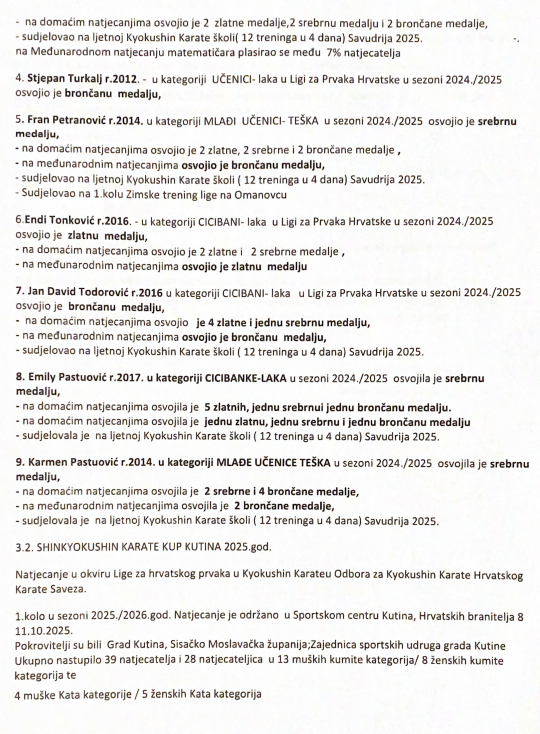 - na domaćim natjecanjima osvojio je 2 zlatne medalje,2 srebrnu medalju i 2 brončane medalje,
- sudjelovao na ljetnoj Kyokushin Karate školi( 12 treninga u 4 dana) Savudrija 2025.
na Međunarodnom natjecanju matematičara plasirao se među 7% natjecatelja
4. Stjepan Turkalj r.2012. - u kategoriji UČENICI- laka u Ligi za Prvaka Hrvatske u sezoni 2024./2025
osvojio je brončanu medalju,
5. Fran Petranović r.2014. u kategoriji MLAĐI UČENICI- TEŠKA u sezoni 2024./2025 osvojio je srebrnu
medalju,
- na domaćim natjecanjima osvojio je 2 zlatne, 2 srebrne i 2 brončane medalje ,
- na međunarodnim natjecanjima osvojio je brončanu medalju,
- sudjelovao na ljetnoj Kyokushin Karate školi ( 12 treninga u 4 dana) Savudrija 2025.
- Sudjelovao na 1.kolu Zimske trening lige na Omanovcu
6.Endi Tonković r.2016. - u kategoriji CICIBANI- laka u Ligi za Prvaka Hrvatske u sezoni 2024./2025
osvojio je zlatnu medalju,
- na domaćim natjecanjima osvojio je 2 zlatne i 2 srebrne medalje ,
- na međunarodnim natjecanjima osvojio je zlatnu medalju
7. Jan David Todorović r.2016 u kategoriji CICIBANI- laka u Ligi za Prvaka Hrvatske u sezoni 2024./2025
osvojio je brončanu medalju,
- na domaćim natjecanjima osvojio je 4 zlatne i jednu srebrnu medalju,
- na međunarodnim natjecanjima osvojio je brončanu medalju,
- sudjelovao na ljetnoj Kyokushin Karate školi ( 12 treninga u 4 dana) Savudrija 2025.
8. Emily Pastuović r.2017. u kategoriji CICIBANKE-LAKA u sezoni 2024./2025 osvojila je srebrnu
medalju,
- na domaćim natjecanjima osvojila je 5 zlatnih, jednu srebrnui jednu brončanu medalju.
- na domaćim natjecanjima osvojila je jednu zlatnu, jednu srebrnu i jednu brončanu medalju
- sudjelovala je na ljetnoj Kyokushin Karate školi ( 12 treninga u 4 dana) Savudrija 2025.
9. Karmen Pastuović r.2014. u kategoriji MLAĐE UČENICE TEŠKA u sezoni 2024./2025 osvojila je srebrnu
medalju,
- na domaćim natjecanjima osvojila je 2 srebrne i 4 brončane medalje,
- na međunarodnim natjecanjima osvojila je 2 brončane medalje,
- sudjelovala je na ljetnoj Kyokushin Karate školi ( 12 treninga u 4 dana) Savudrija 2025.
3.2. SHINKYOKUSHIN KARATE KUP KUTINA 2025.god.
Natjecanje u okviru Lige za hrvatskog prvaka u Kyokushin Karateu Odbora za Kyokushin Karate Hrvatskog
Karate Saveza.
1.kolo u sezoni 2025./2026.god. Natjecanje je održano u Sportskom centru Kutina, Hrvatskih branitelja 8
11.10.2025.
Pokrovitelji su bili Grad Kutina, Sisačko Moslavačka županija;Zajednica sportskih udruga grada Kutine
Ukupno nastupilo 39 natjecatelja i 28 natjecateljica u 13 muških kumite kategorija/ 8 ženskih kumite
kategorija te
4 muške Kata kategorije / 5 ženskih Kata kategorija